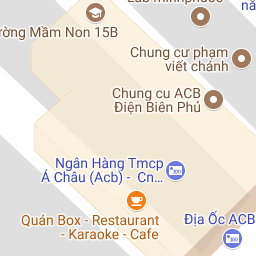 ường Mầm Non 15B
Chung cư phạm
viết chánh
Chung cu ACB
Điện Biên Phủ
Ngân Hàng Tmcp
Á Châu (Acb) - Cn...
Quán Box - Restaurant
- Karaoke - Cafe
Địa Ốc ACB